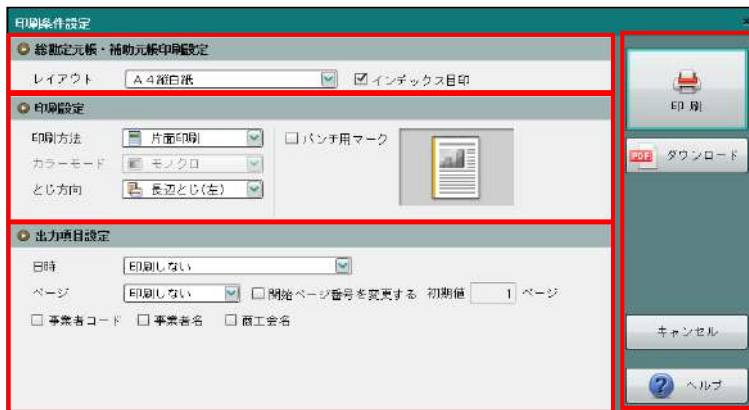 印刷条件設定
総勘定元帳・補助元帳印刷設定
レイアウト A4縦白紙 インデックス目印
印刷設定
印刷方法 片面印刷 パンチ用マーク
カラーモード モノクロ
とじ方向 長辺とじ(左)
出力項目設定
日時 印刷しない
ページ 印刷しない 開始ページ番号を変更する 初期値 1 ページ
事業者コード 事業者名 商工会名
印刷
PDF ダウンロード
キャンセル
? ヘルプ